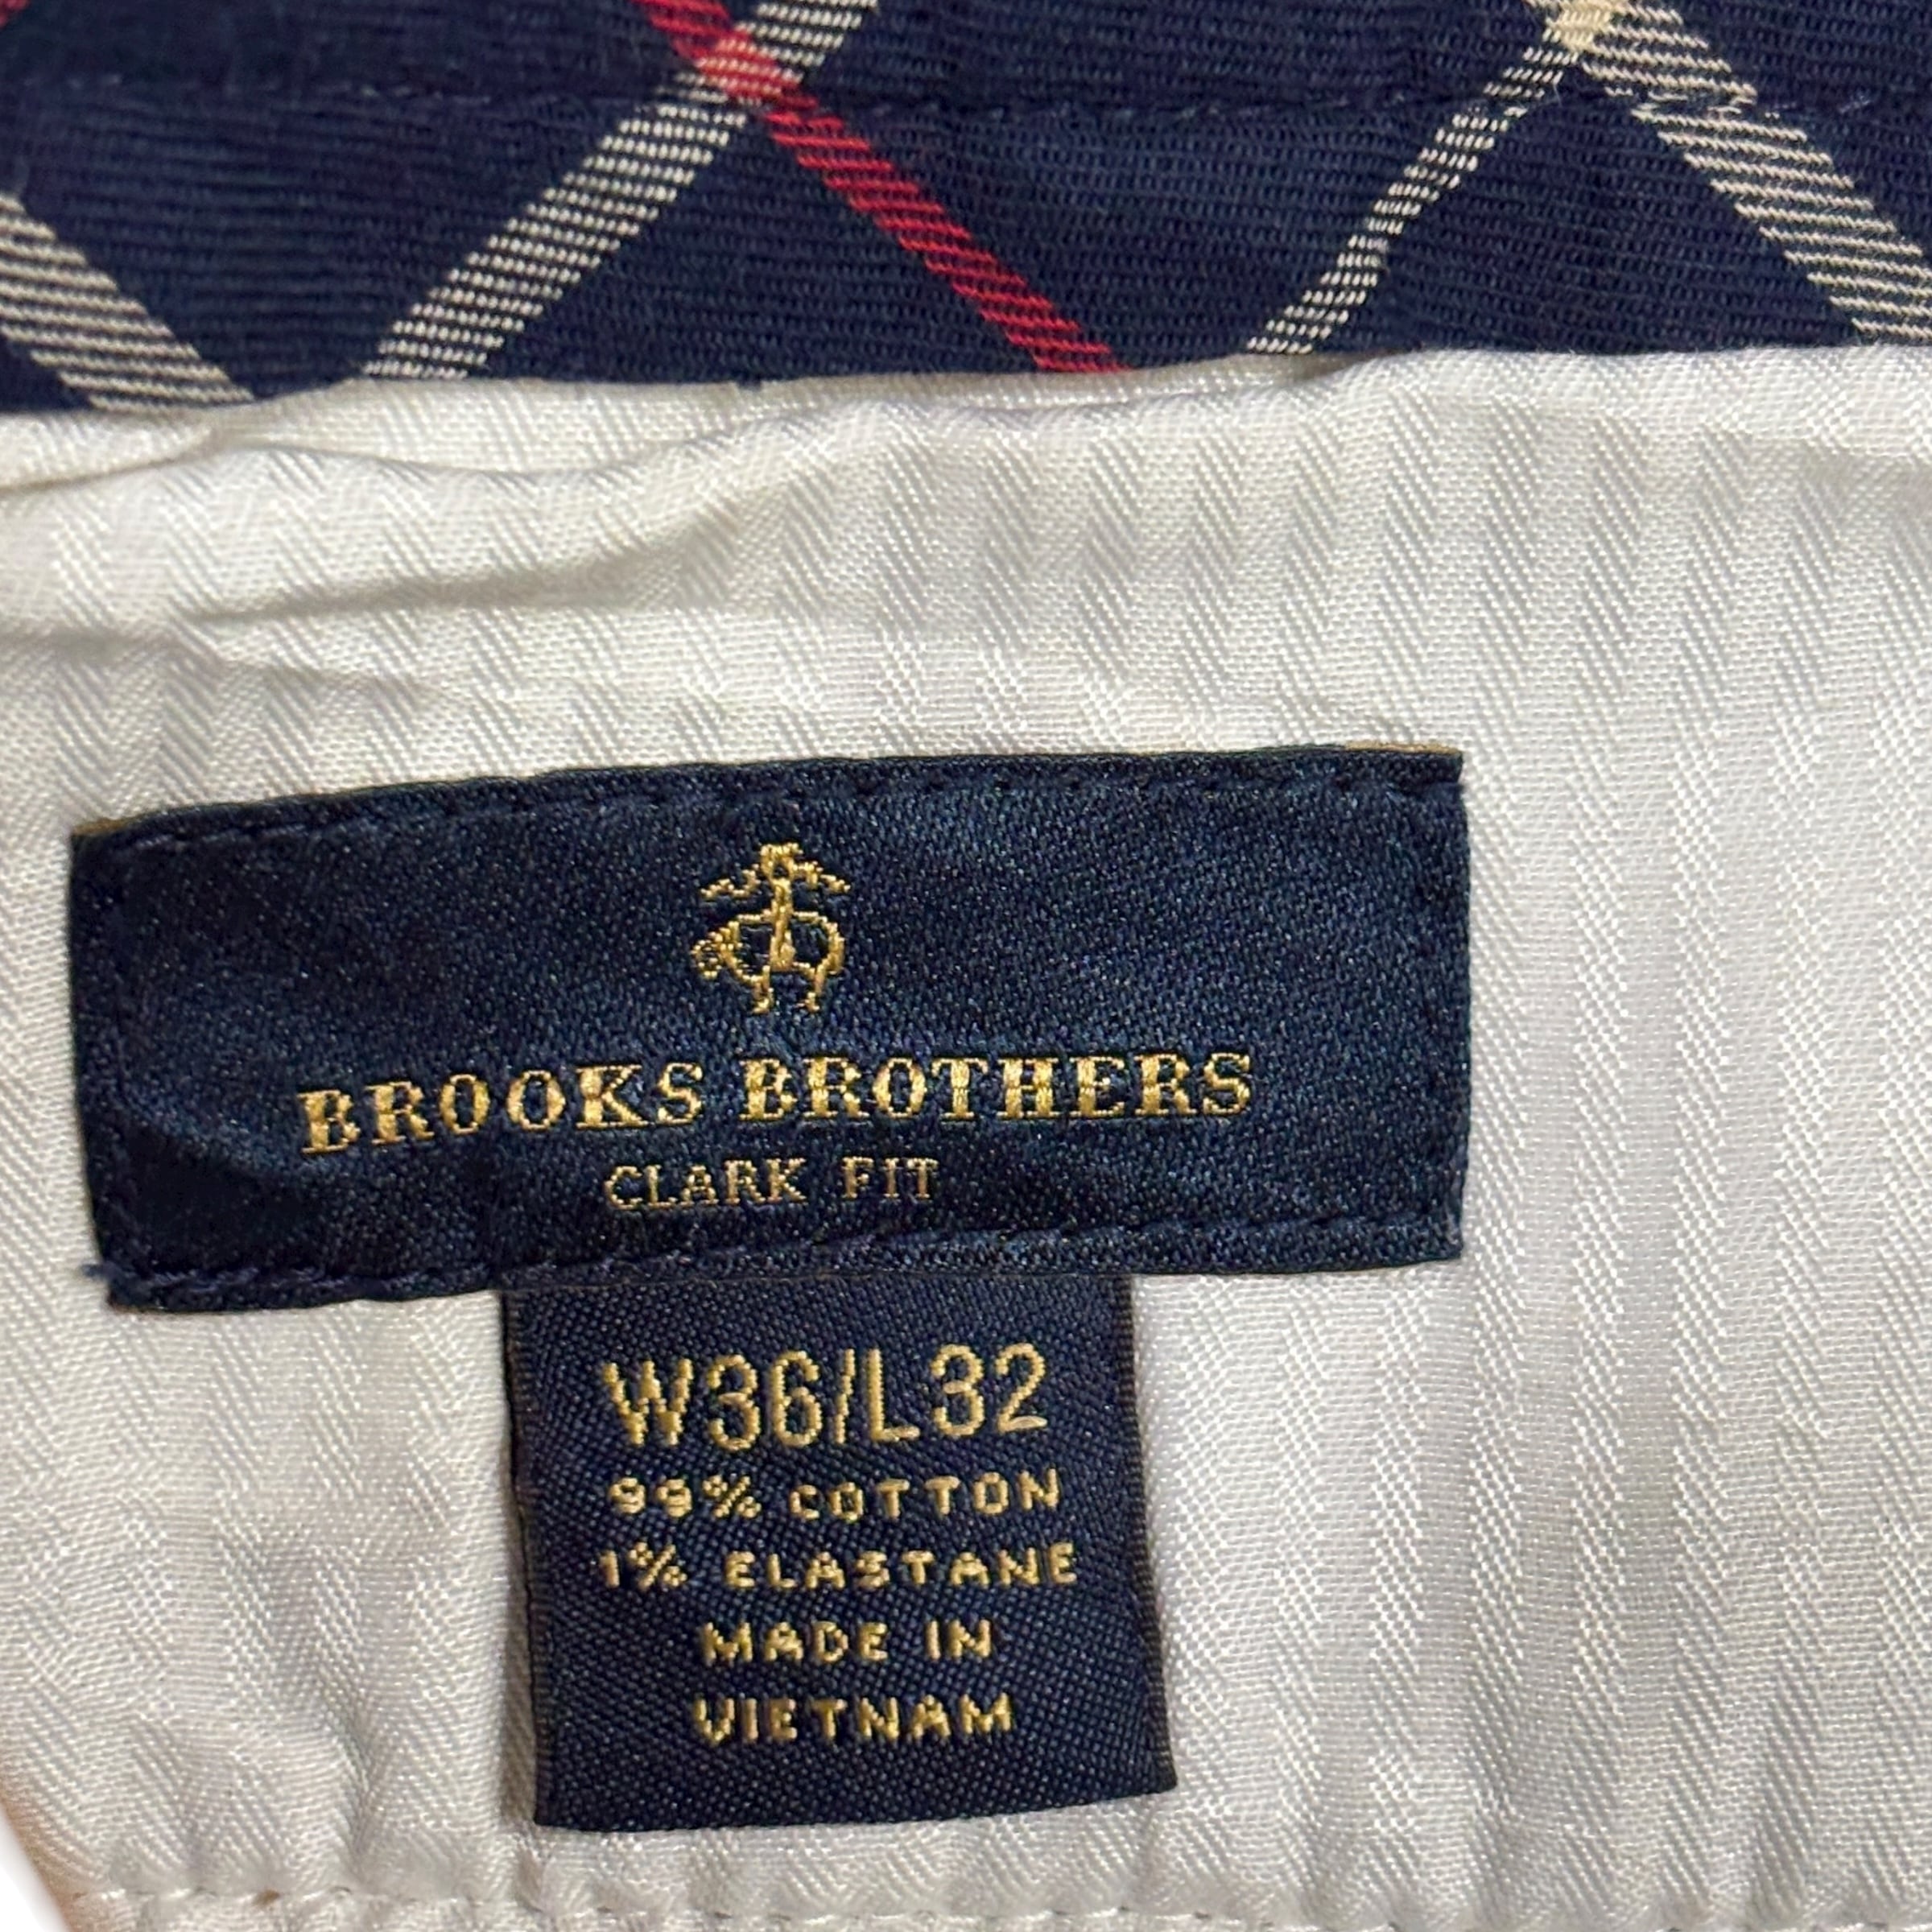 BROOKS BROTHERS
CLARK FIT
W36/L32
99% COTTON
1% ELASTANE
MADE IN
VIETNAM